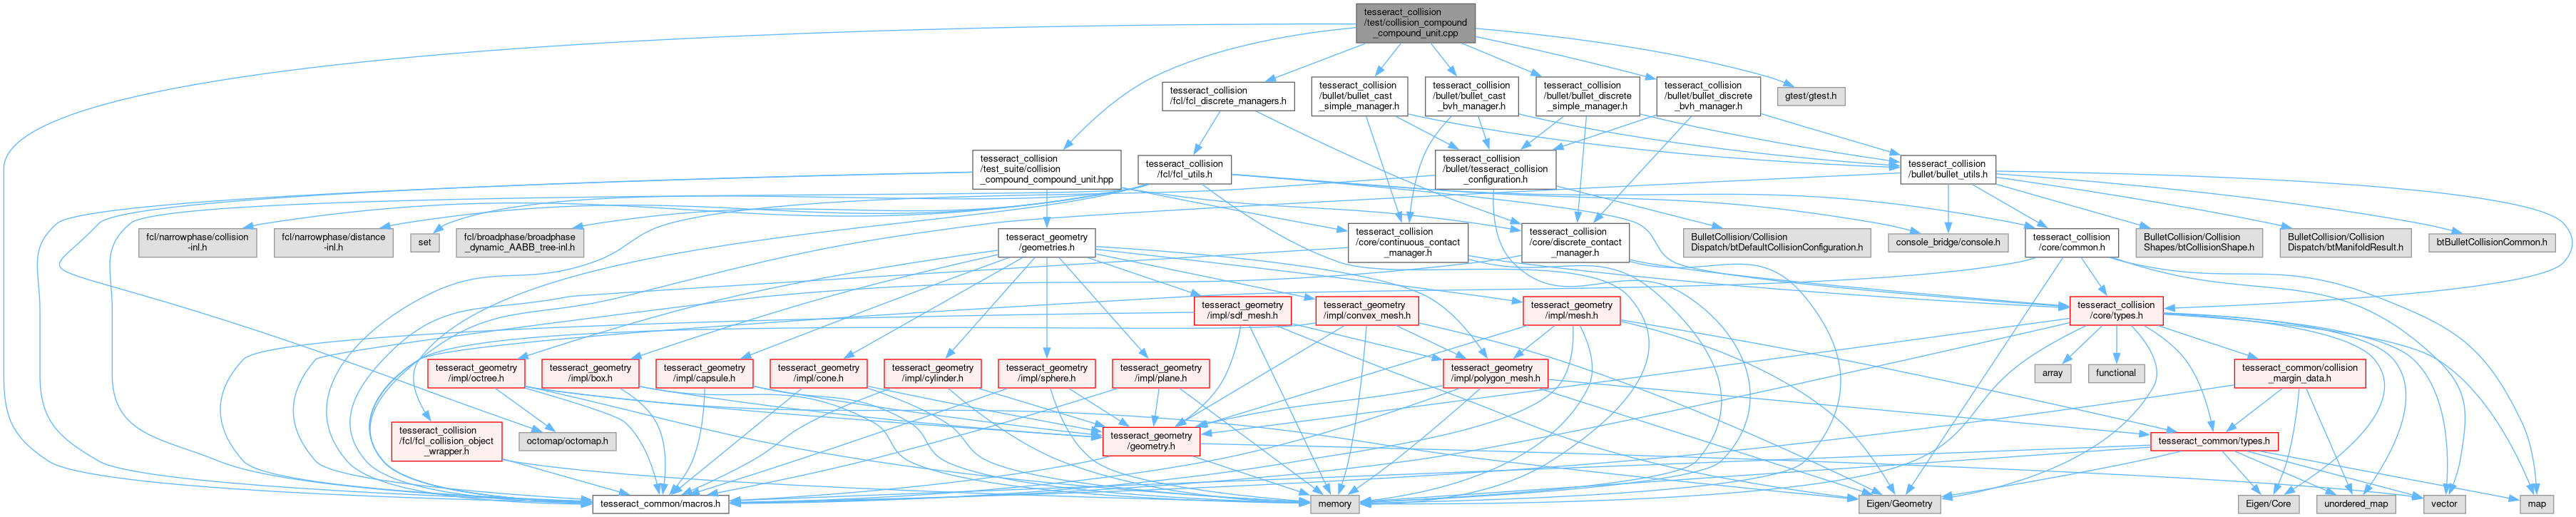 tesseract_collision
/test/collision_compound
_compound_unit.cpp
tesseract_collision
/fcl/fcl_discrete_managers.h
tesseract_collision
/bullet/bullet_cast
_simple_manager.h
tesseract_collision
/bullet/bullet_cast
_bvh_manager.h
tesseract_collision
/bullet/bullet_discrete
_simple_manager.h
tesseract_collision
/bullet/bullet_discrete
_bvh_manager.h
gtest/gtest.h
tesseract_collision
/test_suite/collision
_compound_compound_unit.hpp
tesseract_collision
/fcl/fcl_utils.h
tesseract_collision
/bullet/tesseract_collision
_configuration.h
tesseract_collision
/bullet/bullet_utils.h
fcl/narrowphase/collision
-inl.h
fcl/narrowphase/distance
-inl.h
set
fcl/broadphase/broadphase
_dynamic_AABB_tree-inl.h
tesseract_geometry
/geometries.h
tesseract_collision
/core/continuous_contact
_manager.h
tesseract_collision
/core/discrete_contact
_manager.h
BulletCollision/Collision
Dispatch/btDefaultCollisionConfiguration.h
console_bridge/console.h
tesseract_collision
/core/common.h
BulletCollision/Collision
Shapes/btCollisionShape.h
BulletCollision/Collision
Dispatch/btManifoldResult.h
btBulletCollisionCommon.h
tesseract_geometry
/impl/sdf_mesh.h
tesseract_geometry
/impl/convex_mesh.h
tesseract_geometry
/impl/mesh.h
tesseract_collision
/core/types.h
tesseract_geometry
/impl/octree.h
tesseract_geometry
/impl/box.h
tesseract_geometry
/impl/capsule.h
tesseract_geometry
/impl/cone.h
tesseract_geometry
/impl/cylinder.h
tesseract_geometry
/impl/sphere.h
tesseract_geometry
/impl/plane.h
tesseract_geometry
/impl/polygon_mesh.h
array
functional
tesseract_common/collision
_margin_data.h
tesseract_collision
/fcl/fcl_collision_object
_wrapper.h
octomap/octomap.h
tesseract_geometry
/geometry.h
tesseract_common/types.h
tesseract_common/macros.h
memory
Eigen/Geometry
Eigen/Core
unordered_map
vector
map